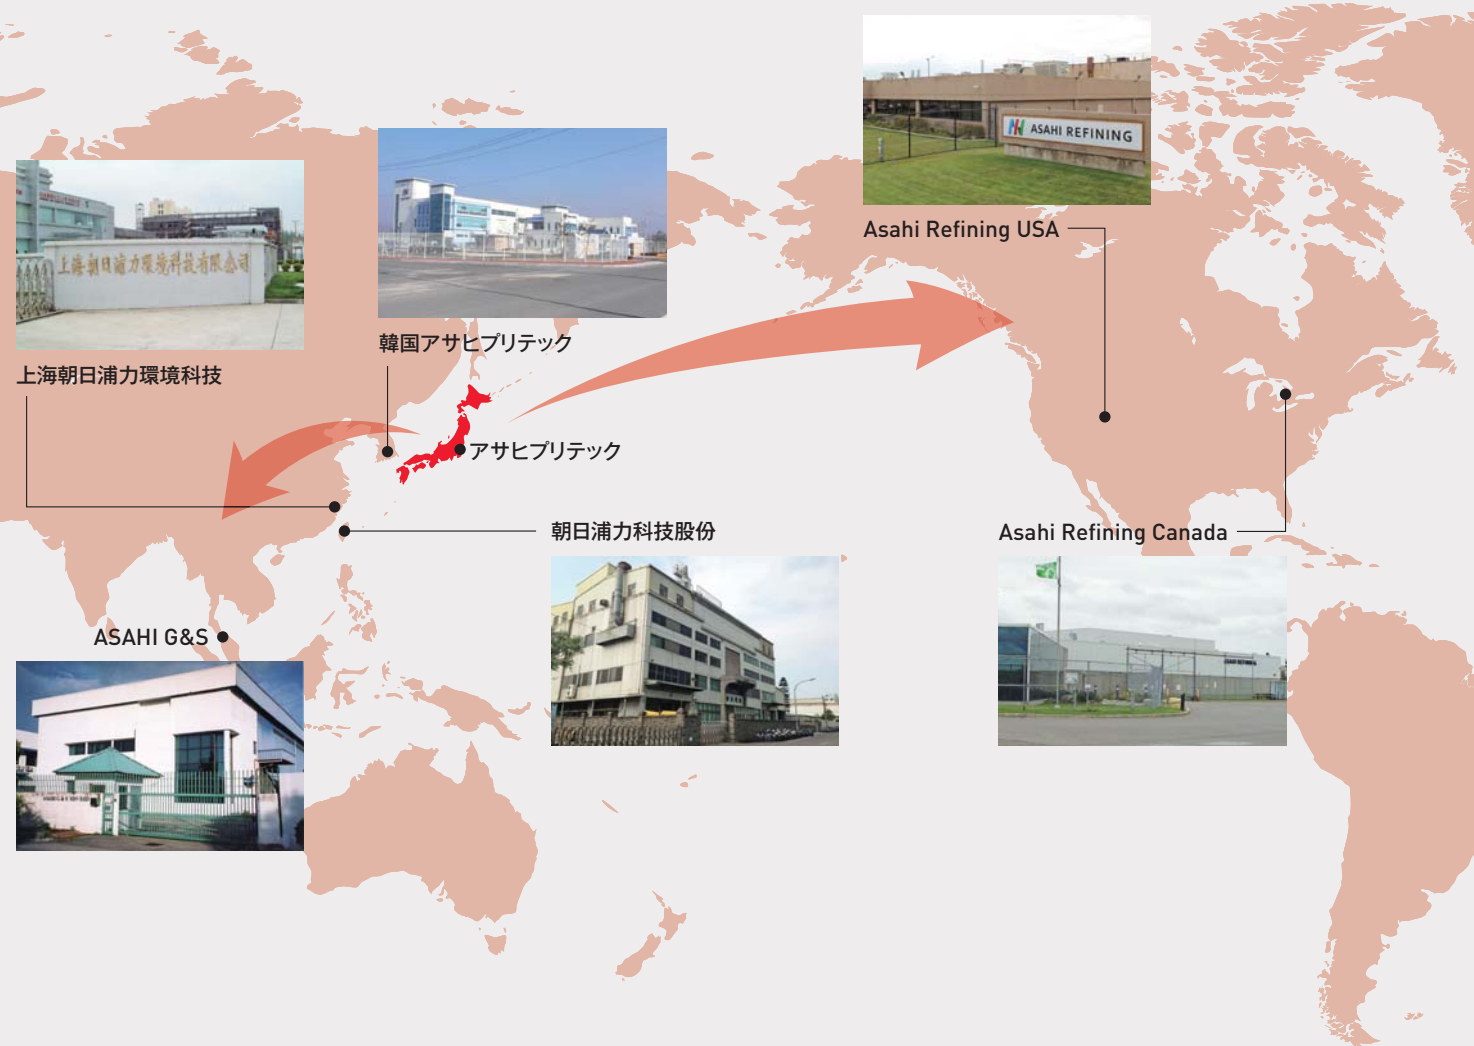 ASAHI REFINING
Asahi Refining USA
上海朝日浦力環境科技有限公司
韓国アサヒプリテック
上海朝日浦力環境科技
アサヒプリテック
朝日浦力科技股份
Asahi Refining Canada
ASAHI REFINING
ASAHI G&S